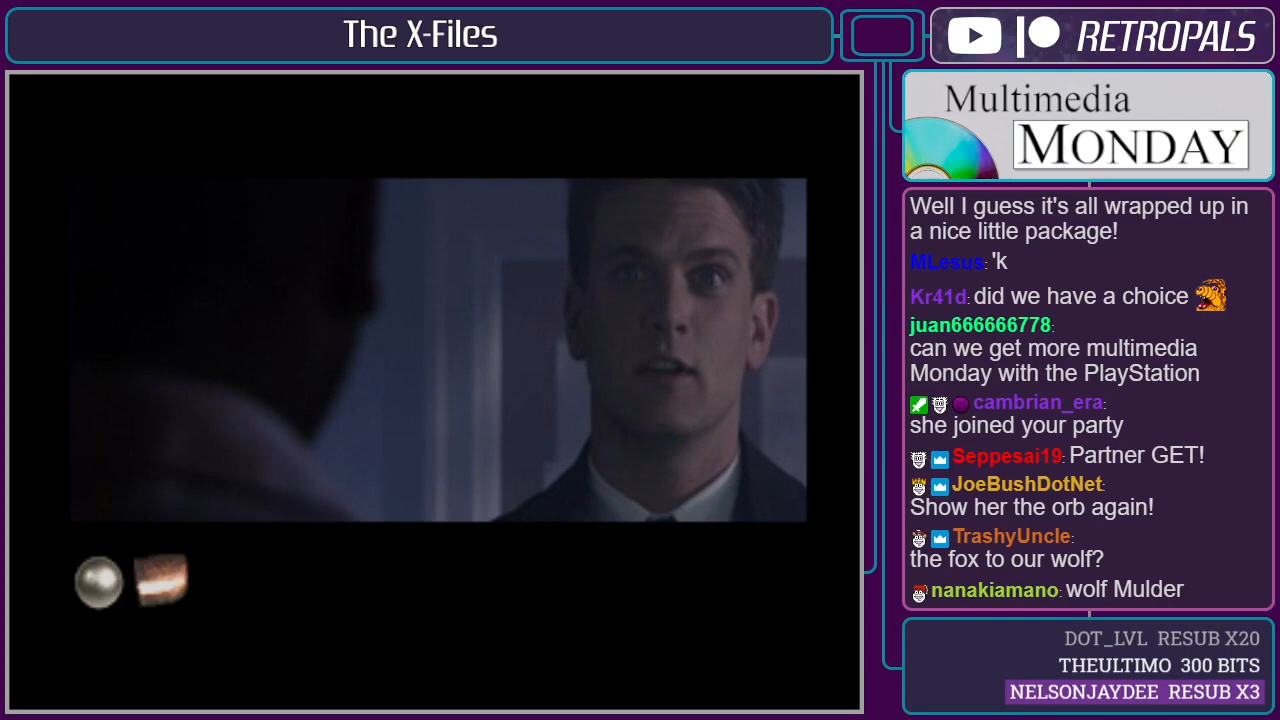 The X-Files
RETROPALS
Multimedia
MONDAY
Well I guess it's all wrapped up in
a nice little package!
MLesus: 'k
Kr41d: did we have a choice
juan666666778:
can we get more multimedia
Monday with the PlayStation
cambrian_era:
she joined your party
Seppesai19: Partner GET!
JoeBushDotNet:
Show her the orb again!
TrashyUncle:
the fox to our wolf?
nanakiamano: wolf Mulder
DOT_LVL RESUB X20
THEULTIMO 300 BITS
NELSONJAYDEE RESUB X3